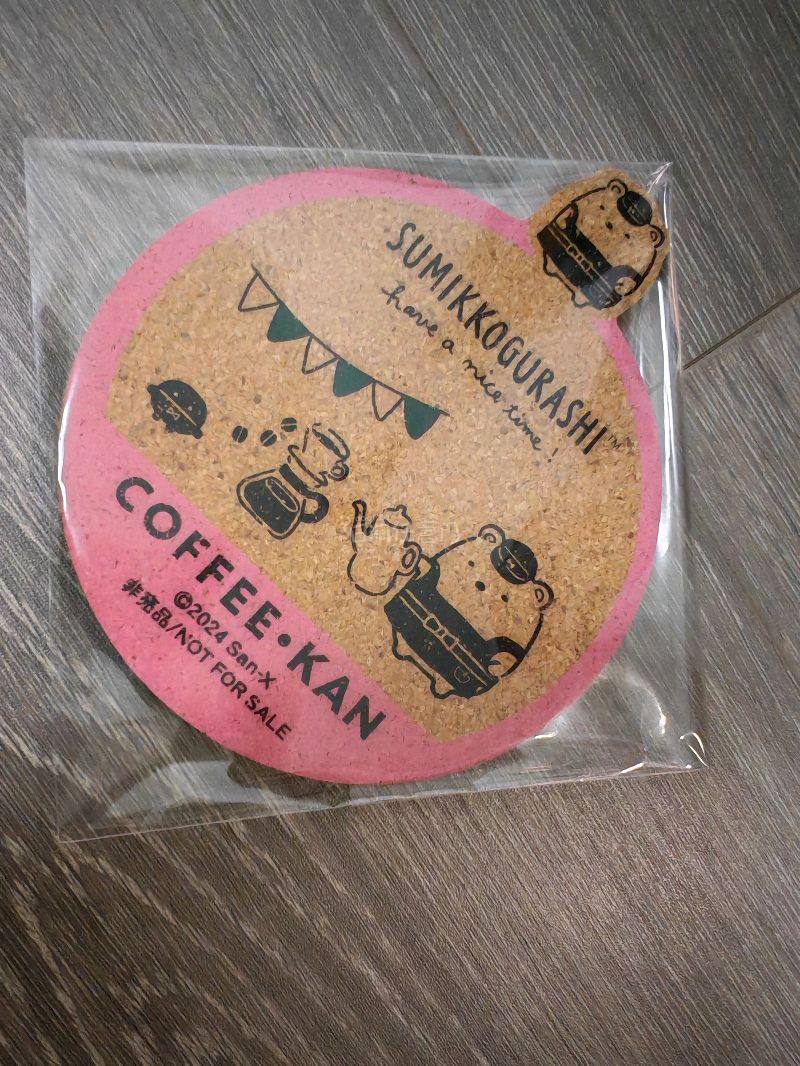 SUMIKKOGURASHI™
have a nice time!
COFFEE•KAN
©2024 San-X
非売品/NOT FOR SALE